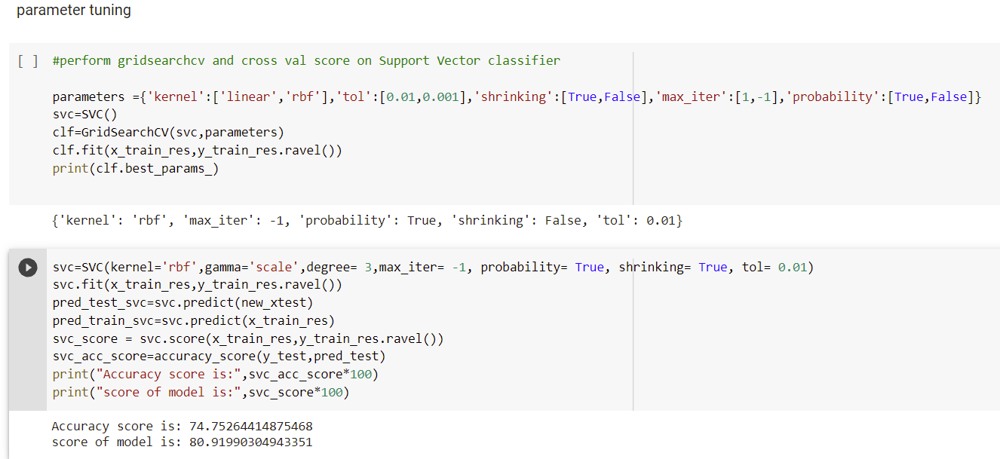 parameter tuning
[ ] #perform gridsearchcv and cross val score on Support Vector classifier
parameters ={'kernel':['linear','rbf'],'tol':[0.01,0.001],'shrinking':[True,False],'max_iter':[1,-1],'probability':[True,False]}
svc=SVC()
clf=GridSearchCV(svc,parameters)
clf.fit(x_train_res,y_train_res.ravel())
print(clf.best_params_)
{'kernel': 'rbf', 'max_iter': -1, 'probability': True, 'shrinking': False, 'tol': 0.01}
svc=SVC(kernel='rbf',gamma='scale',degree= 3,max_iter= -1, probability= True, shrinking= True, tol= 0.01)
svc.fit(x_train_res,y_train_res.ravel())
pred_test_svc=svc.predict(new_xtest)
pred_train_svc=svc.predict(x_train_res)
svc_score = svc.score(x_train_res,y_train_res.ravel())
svc_acc_score=accuracy_score(y_test,pred_test)
print("Accuracy score is:",svc_acc_score*100)
print("score of model is:",svc_score*100)
Accuracy score is: 74.75264414875468
score of model is: 80.91990304943351